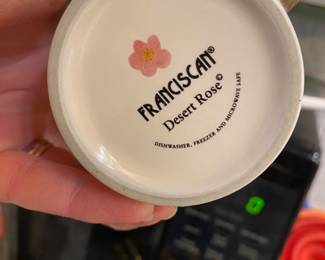 FRANCISCAN®
Desert Rose©
DISHWASHER, FREEZER AND MICROWAVE SAFE